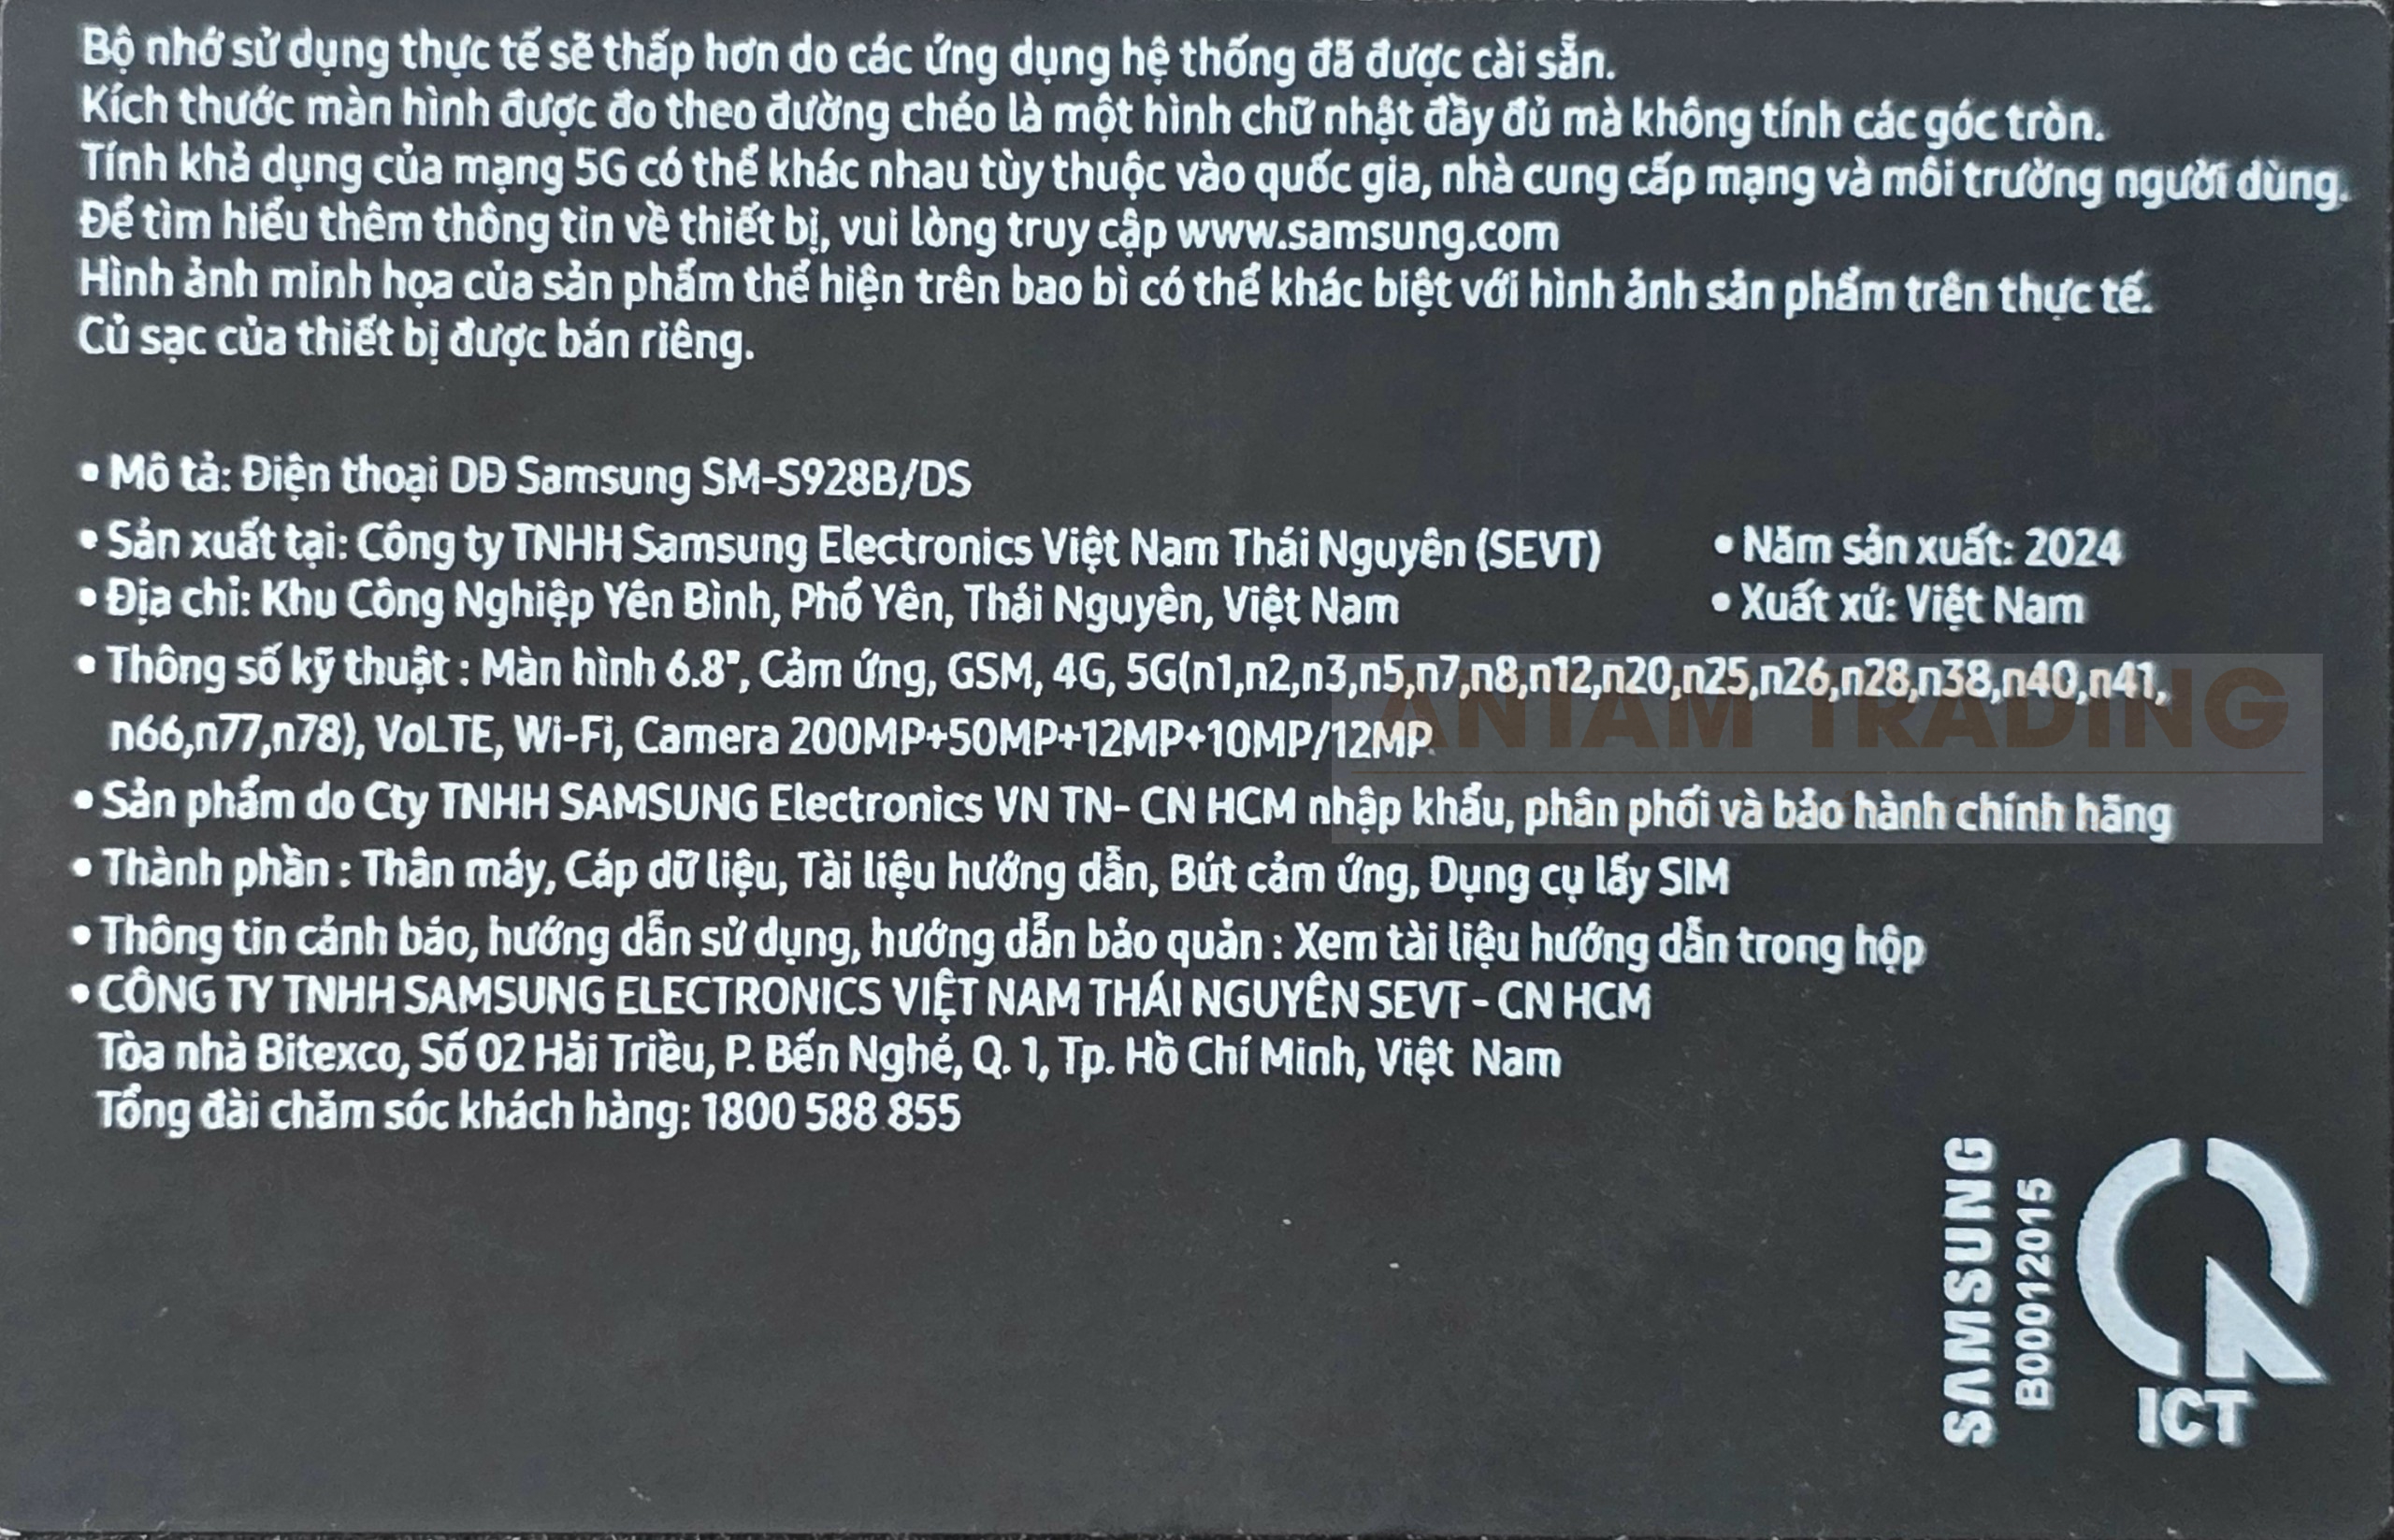 Bộ nhớ sử dụng thực tế sẽ thấp hơn do các ứng dụng hệ thống đã được cài sẵn.
Kích thước màn hình được đo theo đường chéo là một hình chữ nhật đầy đủ mà không tính các góc tròn.
Tính khả dụng của mạng 5G có thể khác nhau tùy thuộc vào quốc gia, nhà cung cấp mạng và môi trường người dùng.
Để tìm hiểu thêm thông tin về thiết bị, vui lòng truy cập www.samsung.com
Hình ảnh minh họa của sản phẩm thể hiện trên bao bì có thể khác biệt với hình ảnh sản phẩm trên thực tế.
Củ sạc của thiết bị được bán riêng.
• Mô tả: Điện thoại DĐ Samsung SM-S928B/DS
• Sản xuất tại: Công ty TNHH Samsung Electronics Việt Nam Thái Nguyên (SEVT)
• Năm sản xuất: 2024
• Địa chỉ: Khu Công Nghiệp Yên Bình, Phổ Yên, Thái Nguyên, Việt Nam
• Xuất xứ: Việt Nam
• Thông số kỹ thuật : Màn hình 6.8", Cảm ứng, GSM, 4G, 5G(n1,n2,n3,n5,n7,n8,n12,n20,n25,n26,n28,n38,n40,n41,
n66,n77,n78), VoLTE, Wi-Fi, Camera 200MP+50MP+12MP+10MP/12MP
ANTAM TRADING
• Sản phẩm do Cty TNHH SAMSUNG Electronics VN TN- CN HCM nhập khẩu, phân phối và bảo hành chính hãng
• Thành phần : Thân máy, Cáp dữ liệu, Tài liệu hướng dẫn, Bút cảm ứng, Dụng cụ lấy SIM
• Thông tin cảnh báo, hướng dẫn sử dụng, hướng dẫn bảo quản : Xem tài liệu hướng dẫn trong hộp
• CÔNG TY TNHH SAMSUNG ELECTRONICS VIỆT NAM THÁI NGUYÊN SEVT - CN HCM
Tòa nhà Bitexco, Số 02 Hải Triều, P. Bến Nghé, Q. 1, Tp. Hồ Chí Minh, Việt Nam
Tổng đài chăm sóc khách hàng: 1800 588 855
SAMSUNG
B00012015
ICT